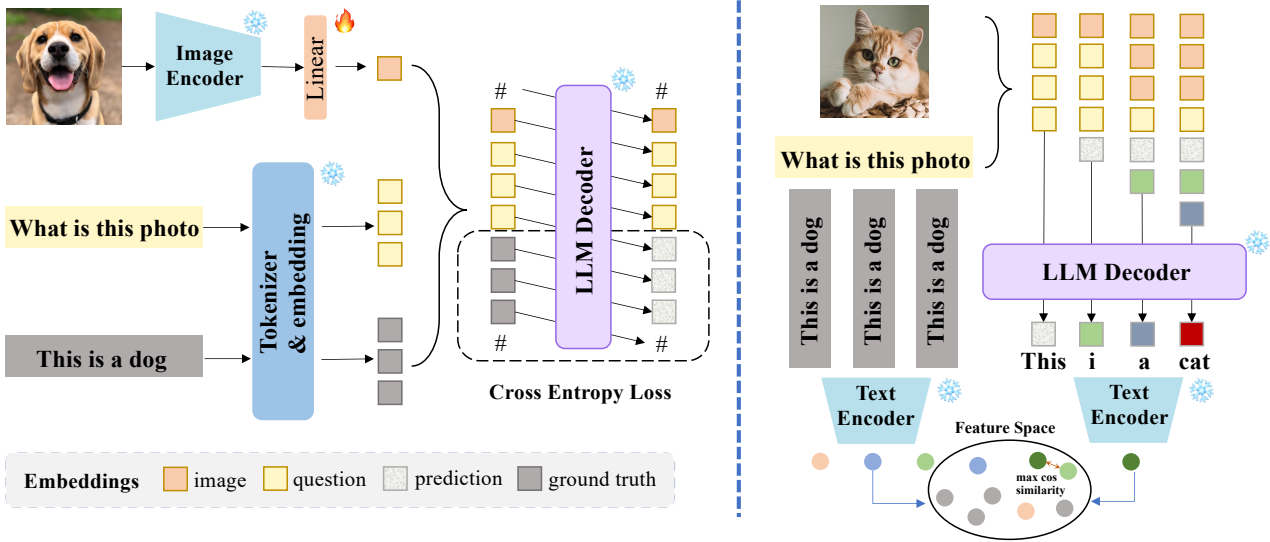 Image
Encoder
Linear
What is this photo
This is a dog
Tokenizer
& embedding
#
#
LLM Decoder
#
#
Cross Entropy Loss
Embeddings
image
question
prediction
ground truth
What is this photo
This is a dog
This is a dog
This is a dog
LLM Decoder
This
i
a
cat
Text
Encoder
Text
Encoder
Feature Space
max cos
similarity